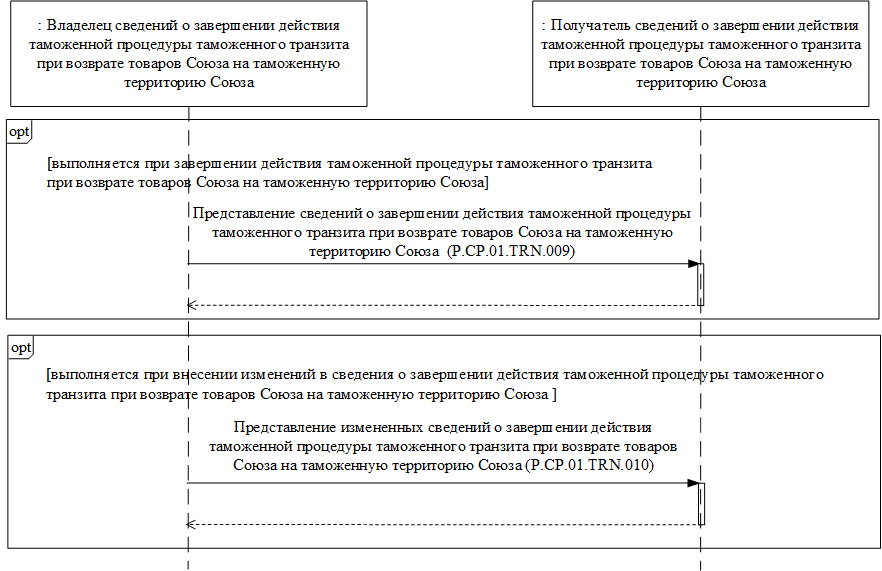 : Владелец сведений о завершении действия
таможенной процедуры таможенного транзита
при возврате товаров Союза на таможенную
территорию Союза
: Получатель сведений о завершении действия
таможенной процедуры таможенного транзита
при возврате товаров Союза на таможенную
территорию Союза
opt
[выполняется при завершении действия таможенной процедуры таможенного транзита
при возврате товаров Союза на таможенную территорию Союза]
Представление сведений о завершении действия таможенной процедуры
таможенного транзита при возврате товаров Союза на таможенную
территорию Союза (P.CP.01.TRN.009)
opt
[выполняется при внесении изменений в сведения о завершении действия таможенной процедуры таможенного
транзита при возврате товаров Союза на таможенную территорию Союза ]
Представление измененных сведений о завершении действия
таможенной процедуры таможенного транзита при возврате товаров
Союза на таможенную территорию Союза (P.CP.01.TRN.010)